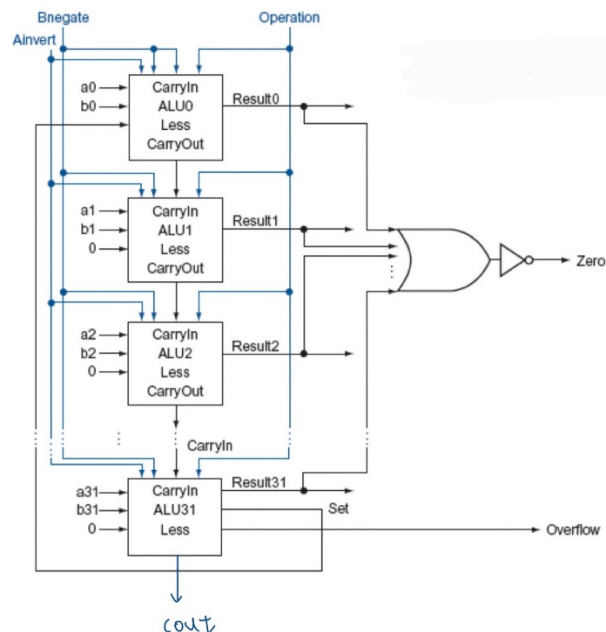 Bnegate
Operation
Ainvert
a0
CarryIn
Result0
b0
ALU0
Less
CarryOut
a1
CarryIn
Result1
b1
ALU1
0
Less
CarryOut
Zero
a2
CarryIn
Result2
b2
ALU2
0
Less
CarryOut
CarryIn
a31
CarryIn
Result31
b31
ALU31
Set
0
Less
Overflow
cout